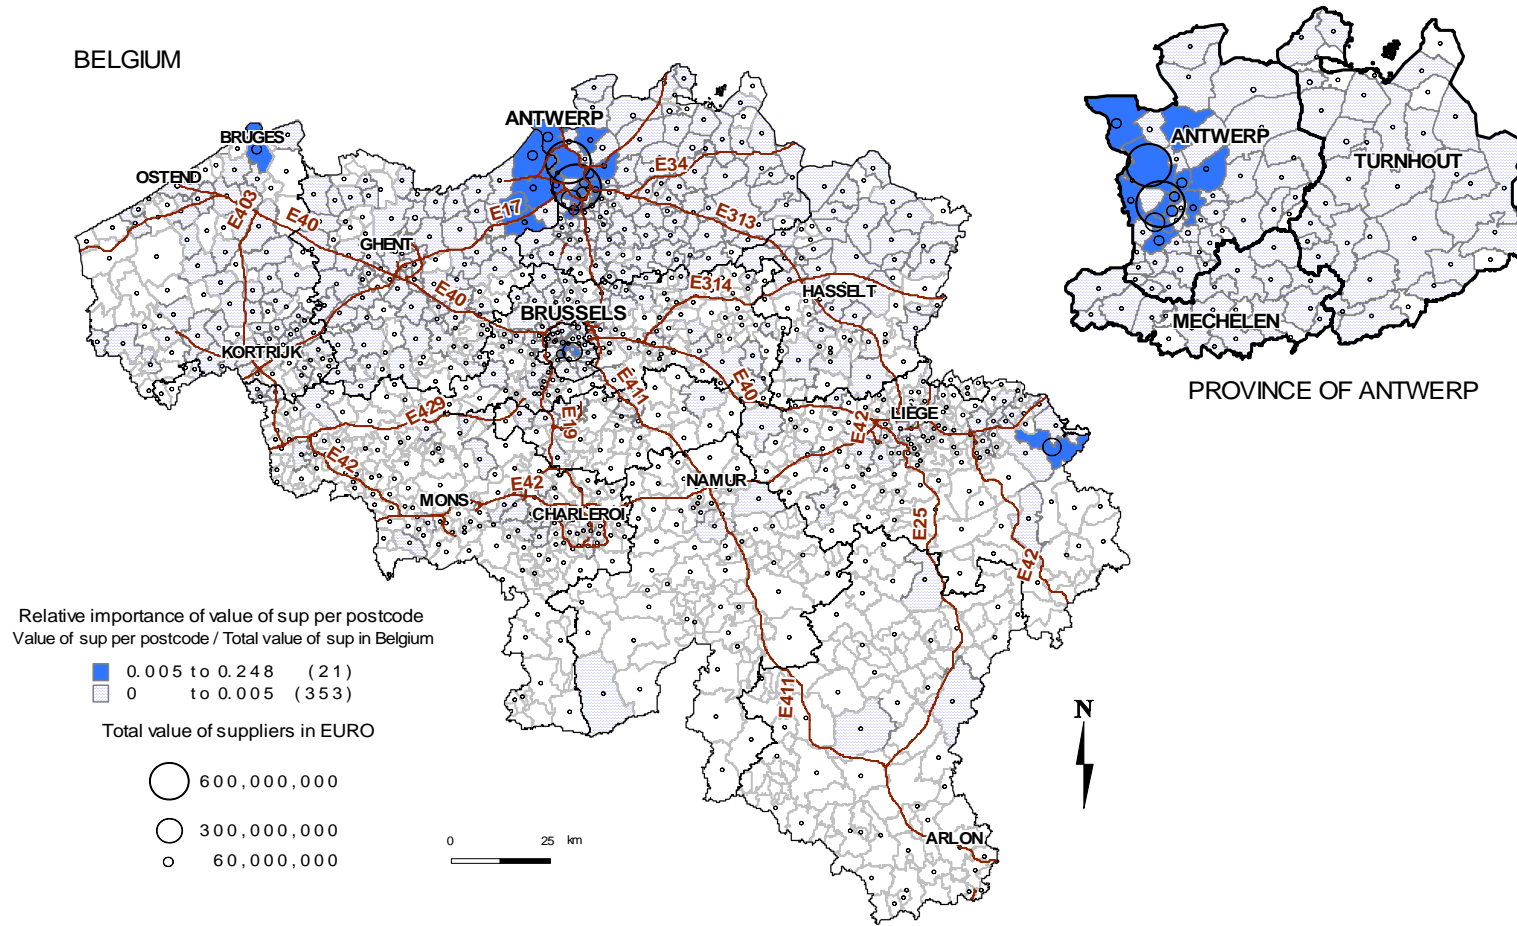 BELGIUM
ANTWERP
BRUGES
OSTEND
E403
E40
E17
E34
E313
GHENT
E40
E314
HASSELT
BRUSSELS
KORTRIJK
E411
E40
E429
E19
E42
LIEGE
E42
MONS
E42
NAMUR
CHARLEROI
E25
E42
E411
ARLON
ANTWERP
TURNHOUT
MECHELEN
PROVINCE OF ANTWERP
Relative importance of value of sup per postcode
Value of sup per postcode / Total value of sup in Belgium
0.005 to 0.248 (21)
0 to 0.005 (353)
Total value of suppliers in EURO
600,000,000
300,000,000
60,000,000
0 25 km
N